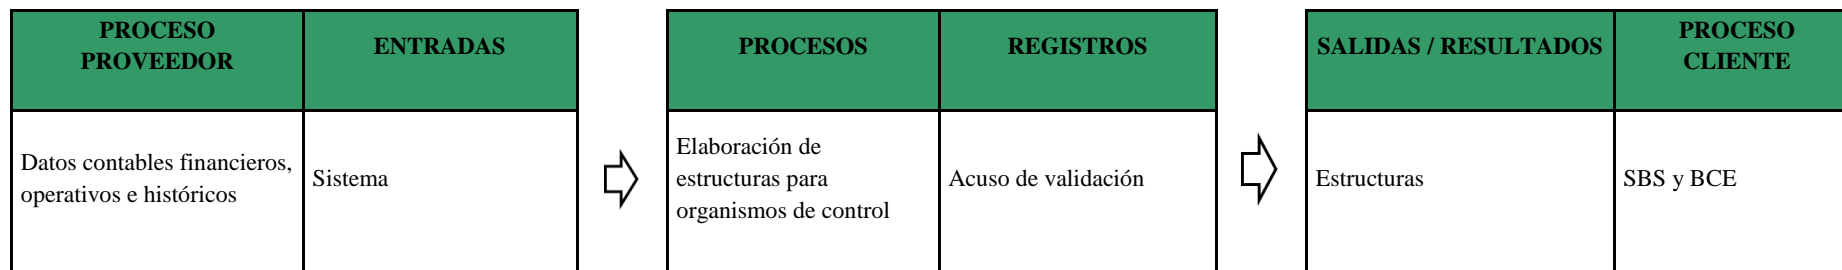 PROCESO
PROVEEDOR
ENTRADAS
PROCESOS
REGISTROS
SALIDAS / RESULTADOS
PROCESO
CLIENTE
Datos contables financieros,
operativos e históricos
Sistema
Elaboración de
estructuras para
organismos de control
Acuso de validación
Estructuras
SBS y BCE